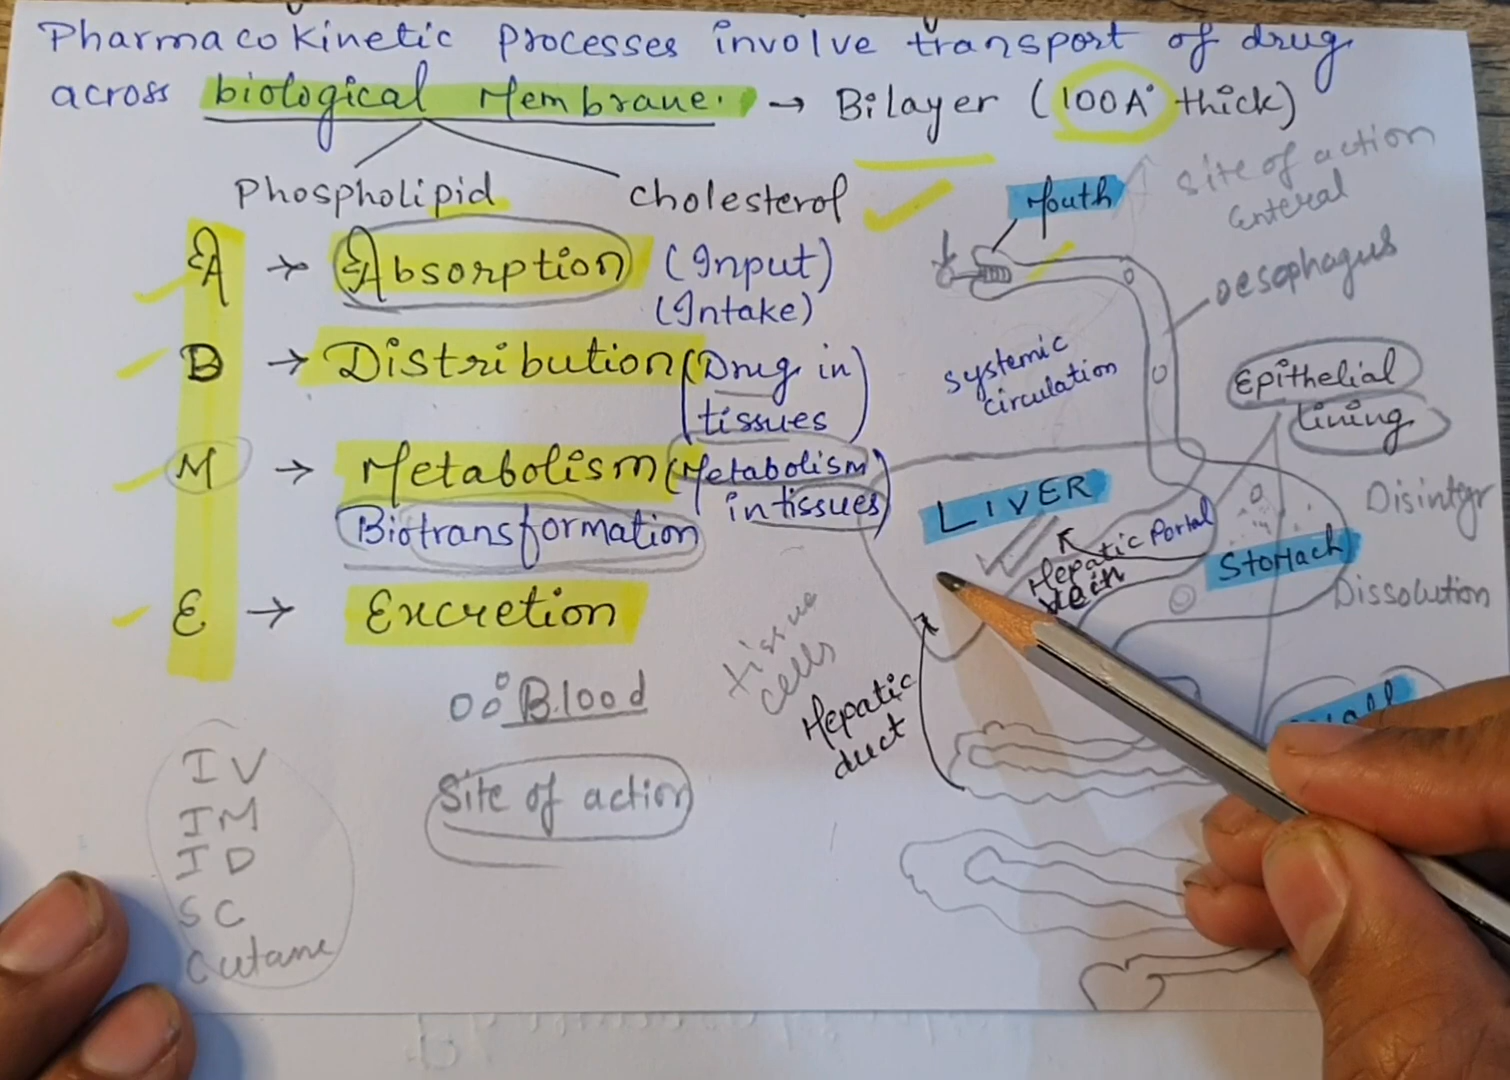 Pharmacokinetic processes involve transport of drug
across biological Membrane. → Bilayer (100A° thick)
Phospholipid
cholesterol
A → Absorption (Input)
(Intake)
D → Distribution (Drug in
tissues)
M → Metabolism (Metabolism
in tissues)
Biotransformation
E → Excretion
Blood
Site of action
IV
IM
ID
SC
Cutane
Mouth
Site of action
enteral
oesophagus
systemic
circulation
Epithelial
lining
LIVER
Hepatic Portal
vein
Stomach
Disintgr
Dissolution
tissue
cells
Hepatic
duct